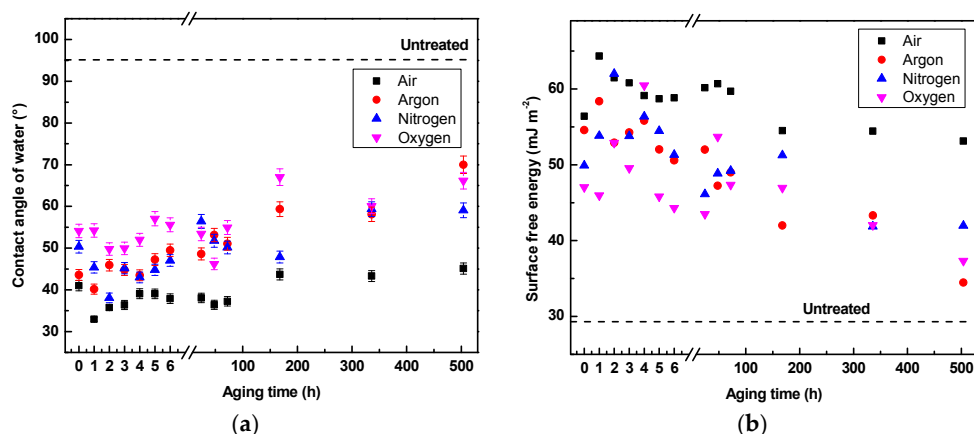 100
90
80
70
60
50
40
30
Contact angle of water (°)
Untreated
Air
Argon
Nitrogen
Oxygen
0 1 2 3 4 5 6 100 200 300 400 500
Aging time (h)
(a)
60
50
40
30
Surface free energy (mJ m⁻²)
Air
Argon
Nitrogen
Oxygen
Untreated
0 1 2 3 4 5 6 100 200 300 400 500
Aging time (h)
(b)